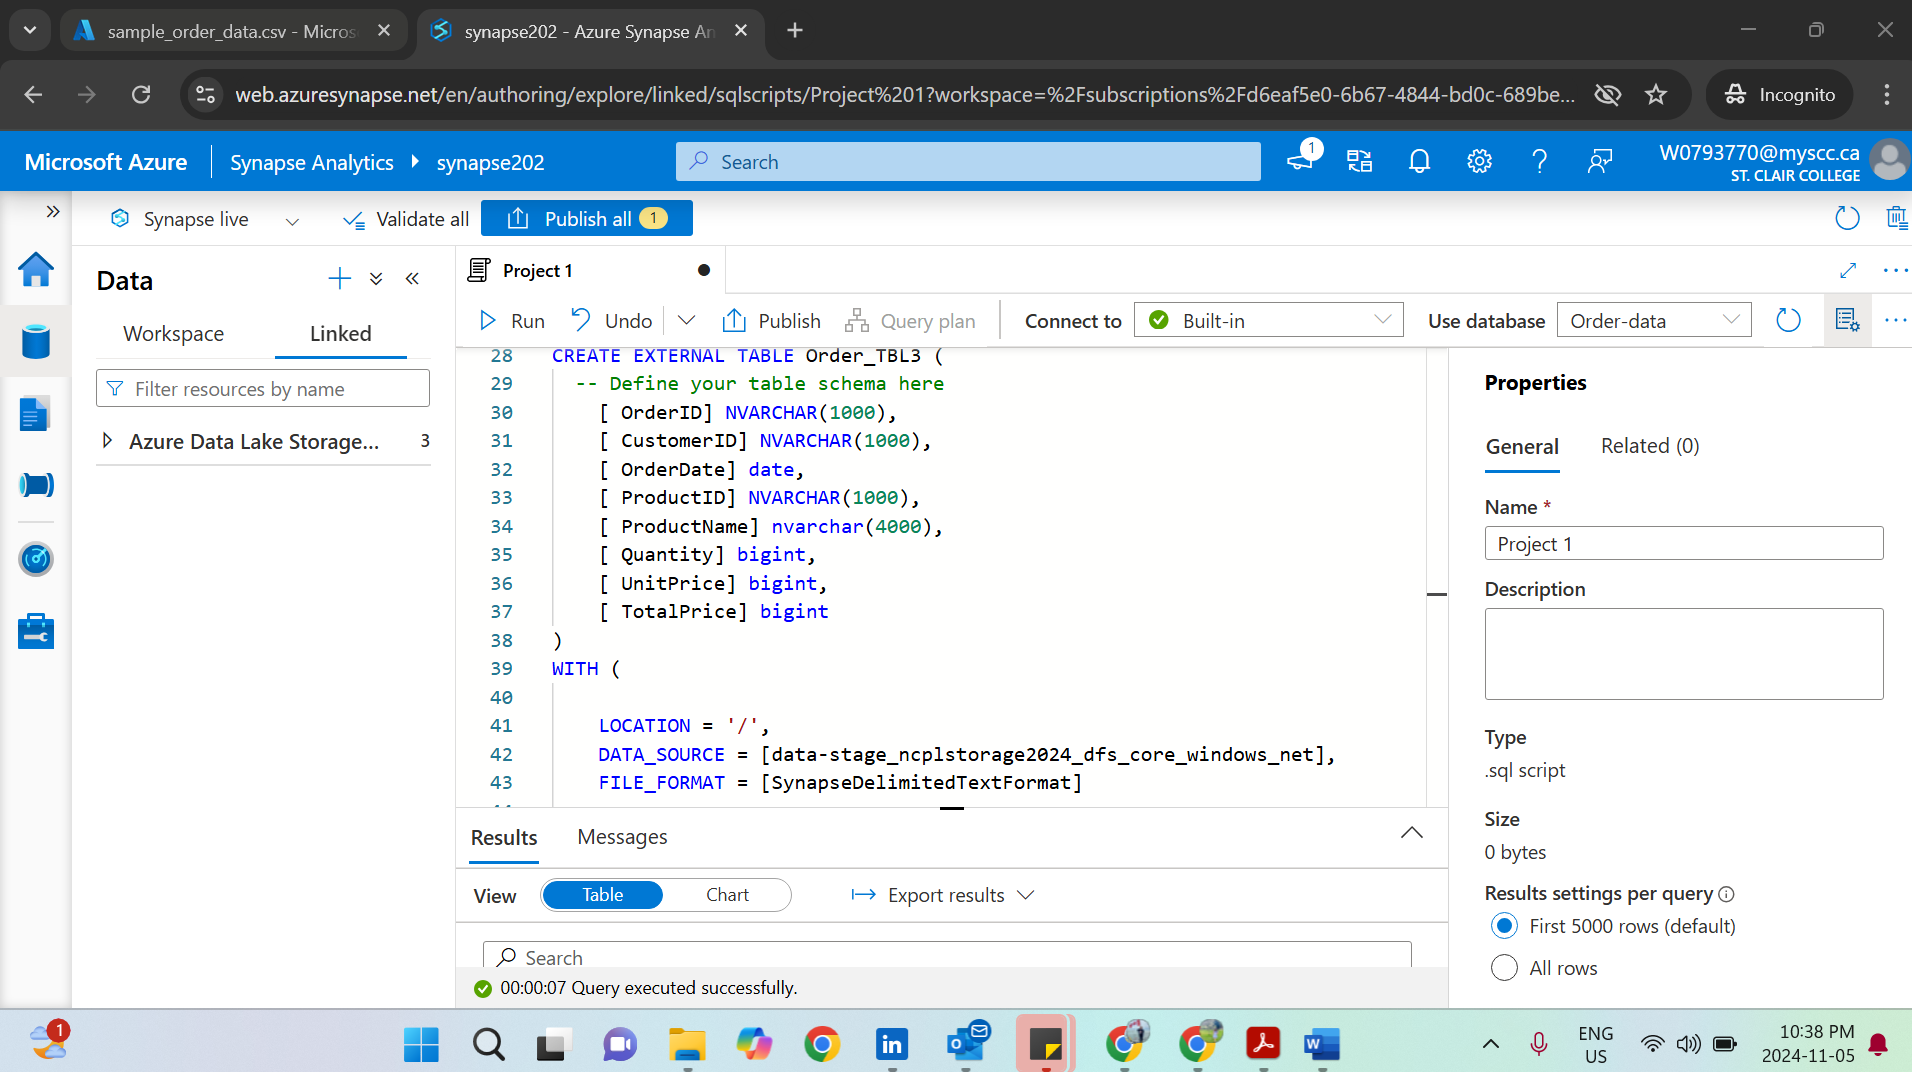 sample_order_data.csv - Micros
synapse202 - Azure Synapse An
web.azuresynapse.net/en/authoring/explore/linked/sqlscripts/Project%201?workspace=%2Fsubscriptions%2Fd6eaf5e0-6b67-4844-bd0c-689be...
Incognito
Microsoft Azure
Synapse Analytics
synapse202
Search
1
W0793770@myscc.ca
ST. CLAIR COLLEGE
Synapse live
Validate all
Publish all 1
Data
Workspace
Linked
Filter resources by name
Azure Data Lake Storage... 3
Project 1
Run
Undo
Publish
Query plan
Connect to
Built-in
Use database
Order-data
28 CREATE EXTERNAL TABLE Order_TBL3 (
29 -- Define your table schema here
30 [ OrderID] NVARCHAR(1000),
31 [ CustomerID] NVARCHAR(1000),
32 [ OrderDate] date,
33 [ ProductID] NVARCHAR(1000),
34 [ ProductName] nvarchar(4000),
35 [ Quantity] bigint,
36 [ UnitPrice] bigint,
37 [ TotalPrice] bigint
38 )
39 WITH (
40
41 LOCATION = '/',
42 DATA_SOURCE = [data-stage_ncplstorage2024_dfs_core_windows_net],
43 FILE_FORMAT = [SynapseDelimitedTextFormat]
Results
Messages
View
Table
Chart
Export results
Search
00:00:07 Query executed successfully.
Properties
General
Related (0)
Name *
Project 1
Description
Type
.sql script
Size
0 bytes
Results settings per query
First 5000 rows (default)
All rows
1
ENG
US
10:38 PM
2024-11-05